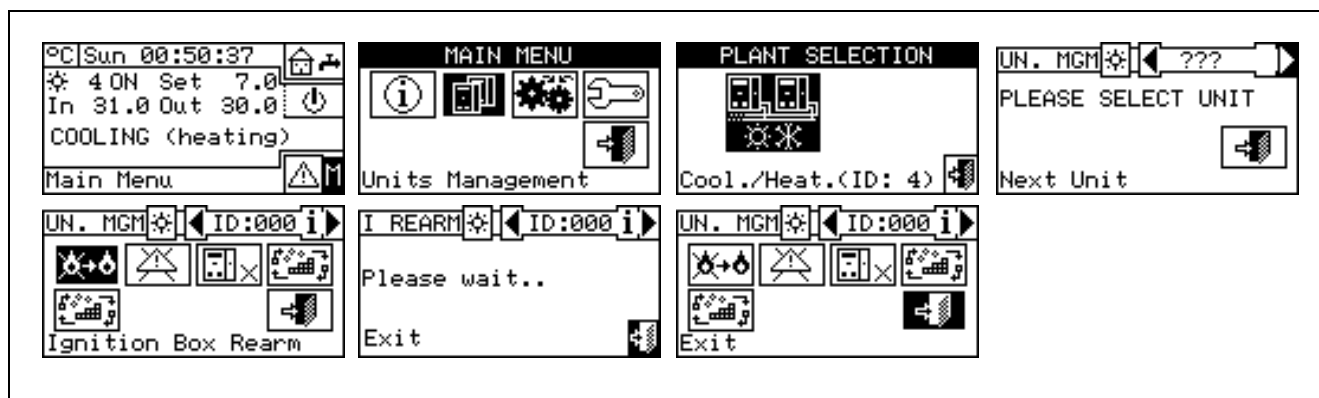 °C Sun 00:50:37
4 ON Set 7.0
In 31.0 Out 30.0
COOLING (heating)
Main Menu M
MAIN MENU
i
Units Management
PLANT SELECTION
Cool./Heat.(ID: 4)
UN. MGM ???
PLEASE SELECT UNIT
Next Unit
UN. MGM ID:000 i
Ignition Box Rearm
I REARM ID:000 i
Please wait..
Exit
UN. MGM ID:000 i
Exit